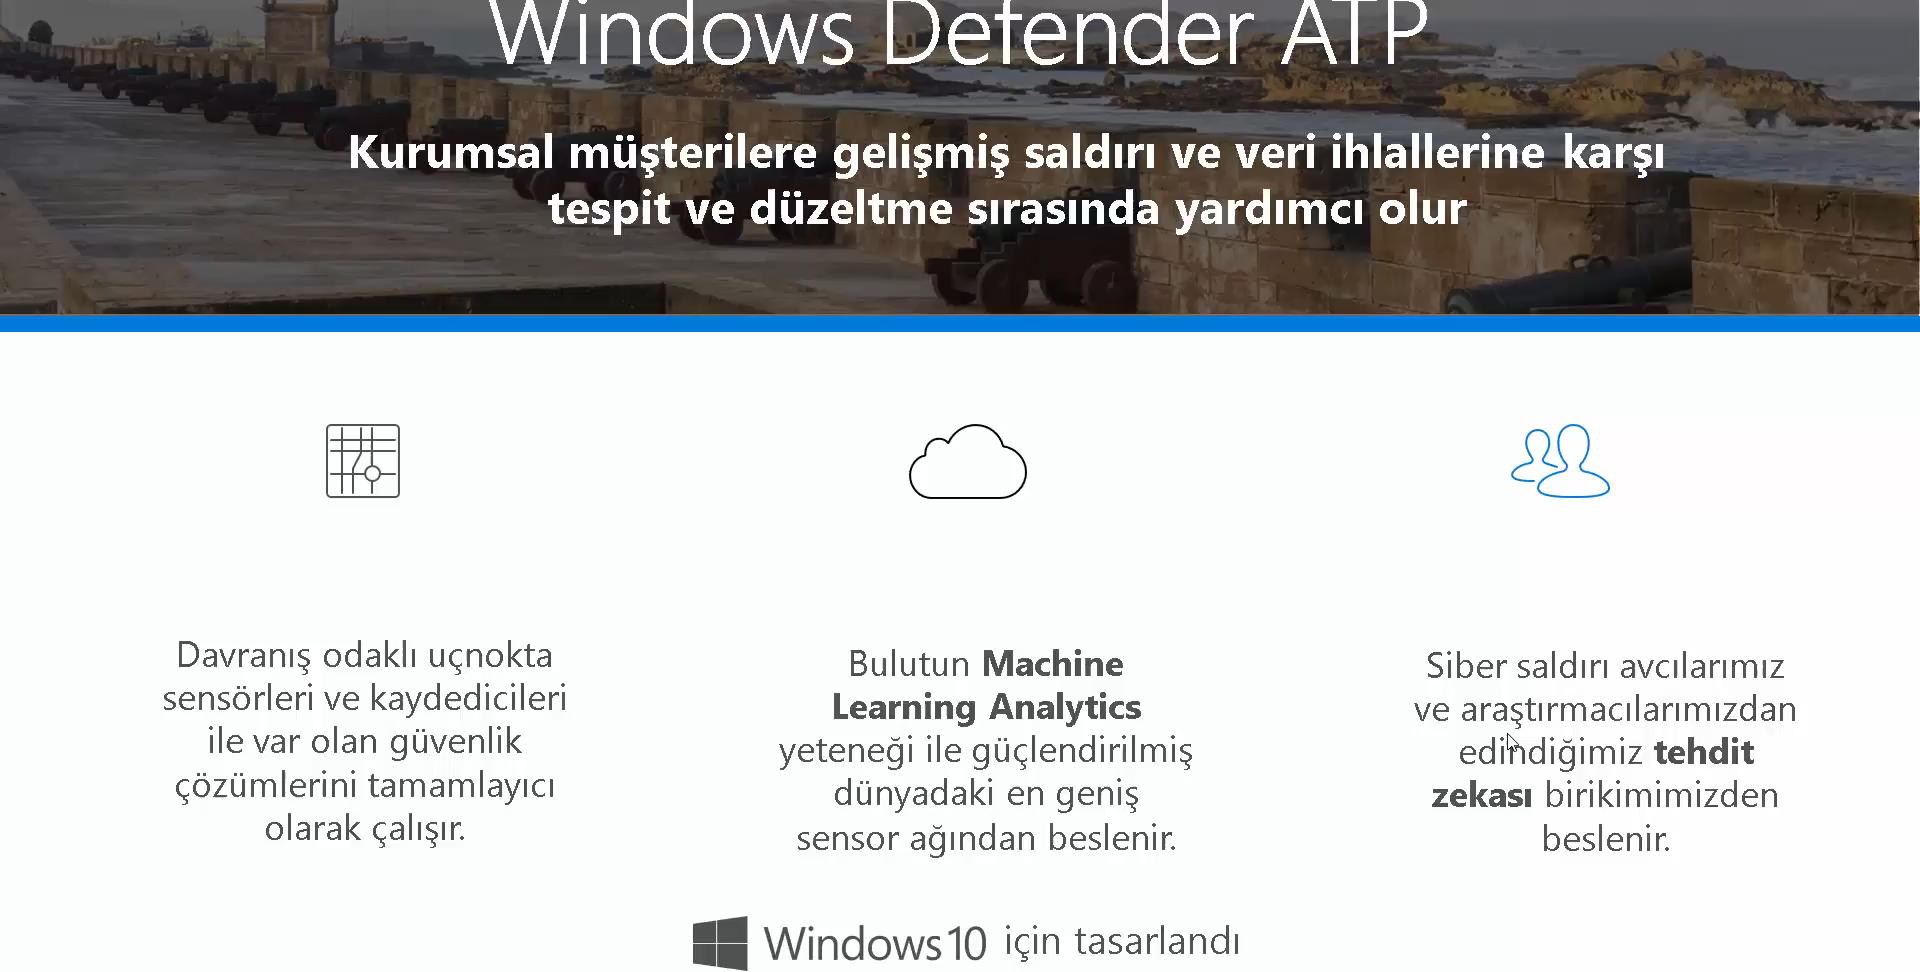 Windows Defender ATP
Kurumsal müşterilere gelişmiş saldırı ve veri ihlallerine karşı
tespit ve düzeltme sırasında yardımcı olur
Davranış odaklı uçnokta
sensörleri ve kaydedicileri
ile var olan güvenlik
çözümlerini tamamlayıcı
olarak çalışır.
Bulutun Machine
Learning Analytics
yeteneği ile güçlendirilmiş
dünyadaki en geniş
sensor ağından beslenir.
Siber saldırı avcılarımız
ve araştırmacılarımızdan
edindiğimiz tehdit
zekası birikimimizden
beslenir.
Windows 10 için tasarlandı